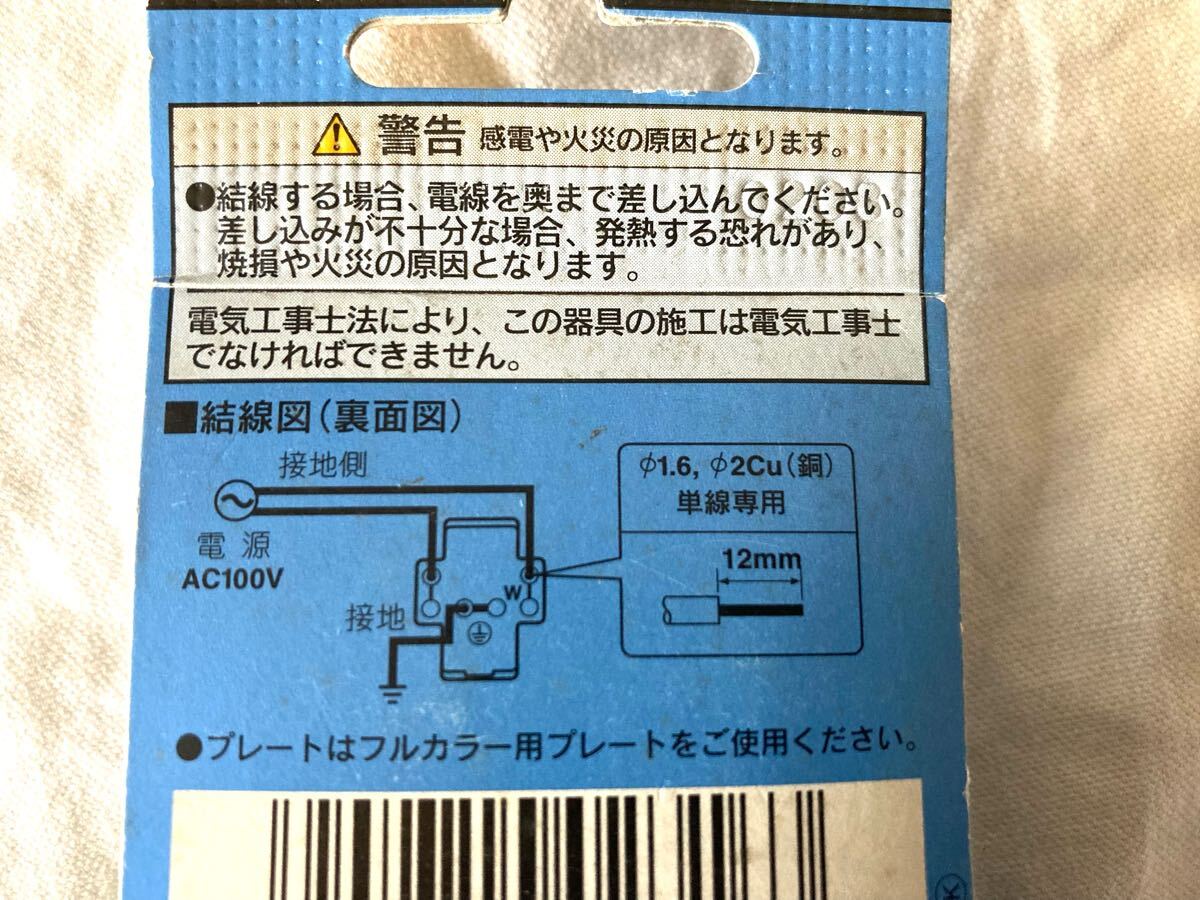 警告 感電や火災の原因となります。
●結線する場合、電線を奥まで差し込んでください。
差し込みが不十分な場合、発熱する恐れがあり、
焼損や火災の原因となります。
電気工事士法により、この器具の施工は電気工事士
でなければできません。
■結線図(裏面図)
接地側
電源
AC100V
接地
W
φ1.6, φ2Cu(銅)
単線専用
12mm
●プレートはフルカラー用プレートをご使用ください。